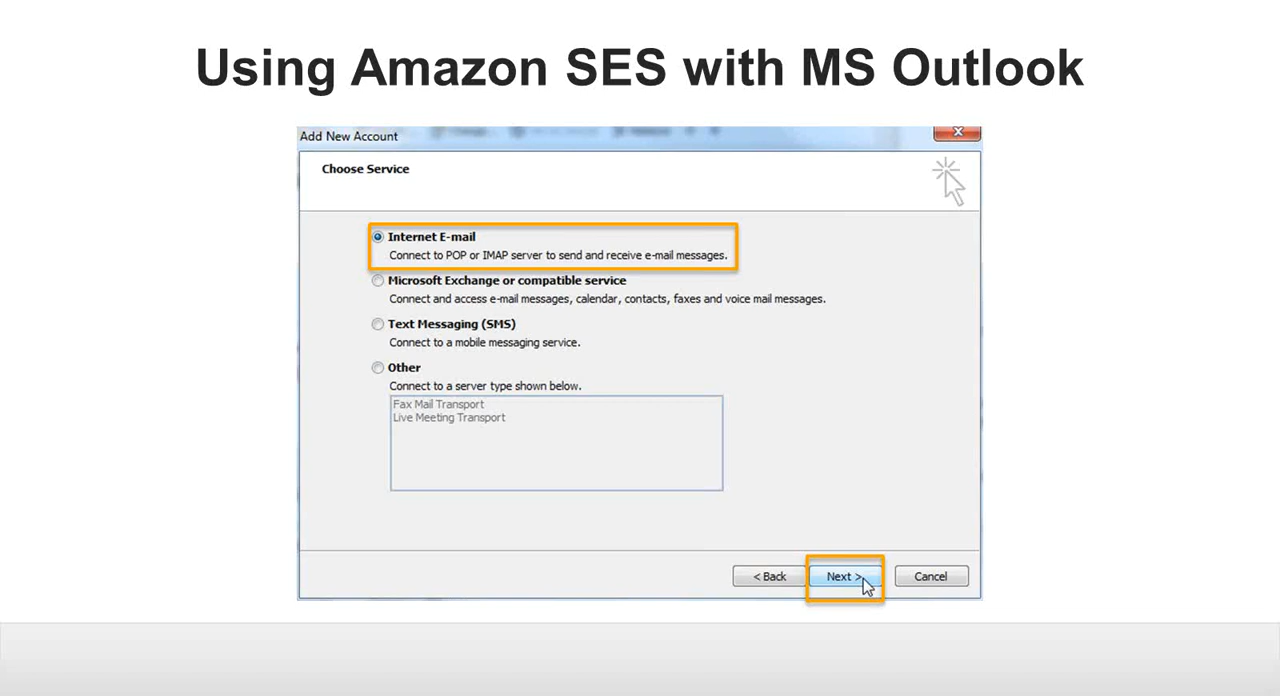 Using Amazon SES with MS Outlook
Add New Account
Choose Service
Internet E-mail
Connect to POP or IMAP server to send and receive e-mail messages.
Microsoft Exchange or compatible service
Connect and access e-mail messages, calendar, contacts, faxes and voice mail messages.
Text Messaging (SMS)
Connect to a mobile messaging service.
Other
Connect to a server type shown below.
Fax Mail Transport
Live Meeting Transport
< Back Next > Cancel